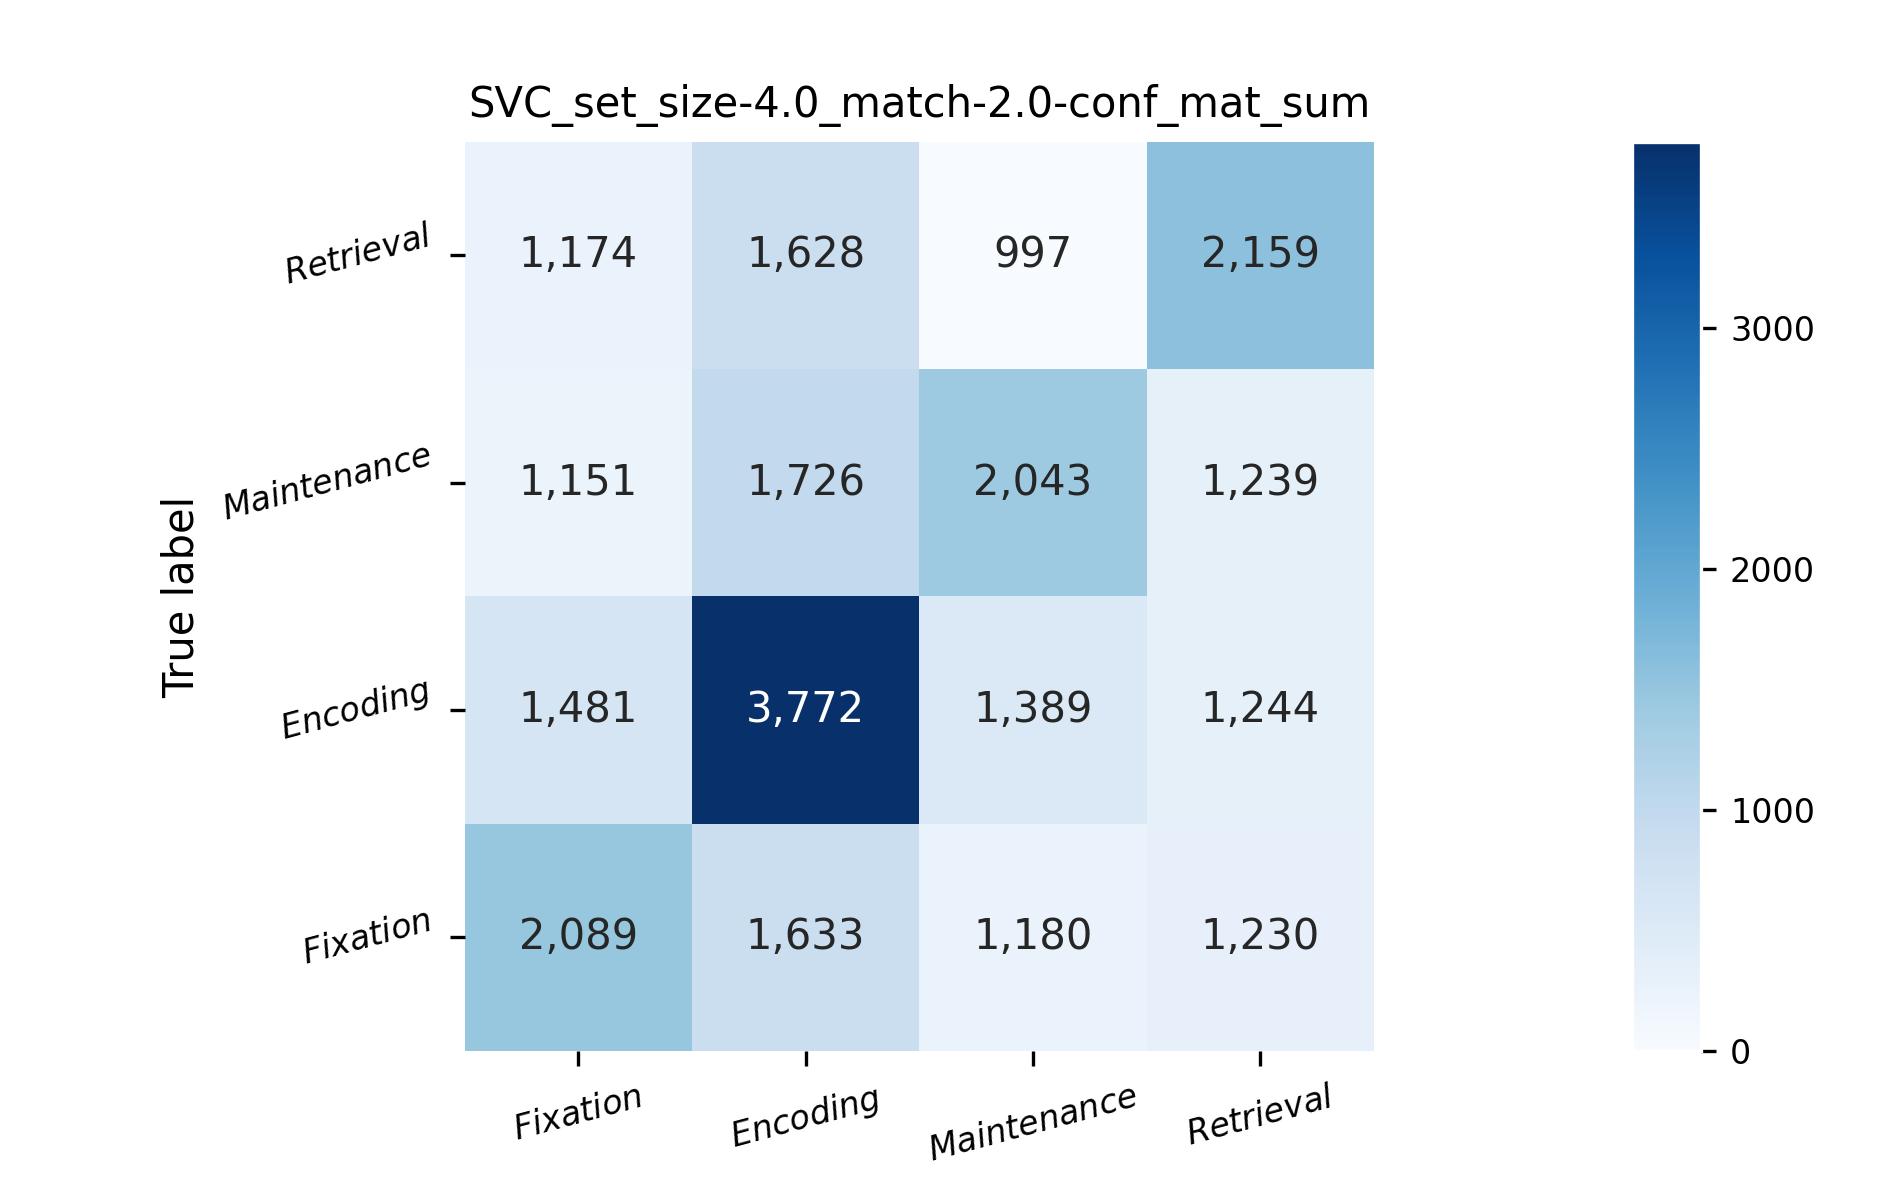 SVC_set_size-4.0_match-2.0-conf_mat_sum
True label
Retrieval 1,174 1,628 997 2,159
Maintenance 1,151 1,726 2,043 1,239
Encoding 1,481 3,772 1,389 1,244
Fixation 2,089 1,633 1,180 1,230
Fixation Encoding Maintenance Retrieval
3000
2000
1000
0